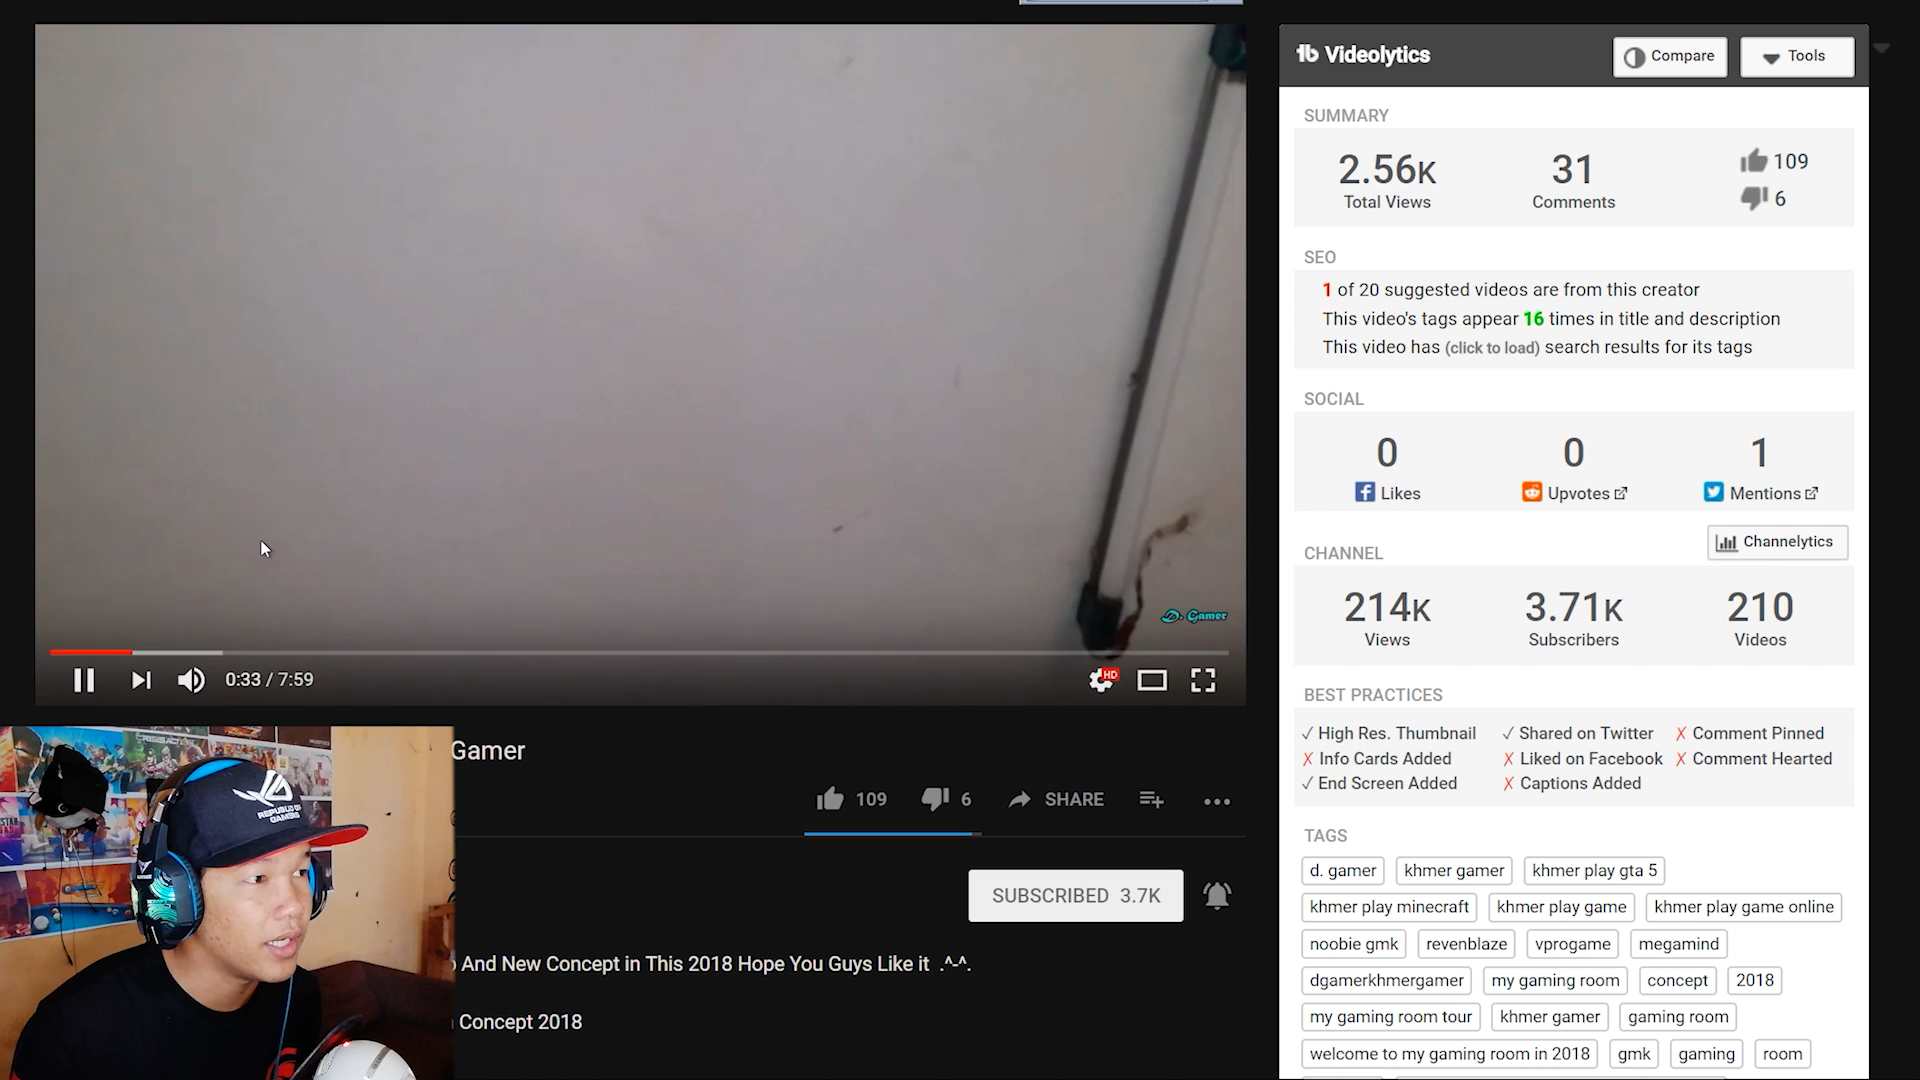 D. Gamer
HD
0:33 / 7:59
Gamer
109
6
SHARE
SUBSCRIBED 3.7K
And New Concept in This 2018 Hope You Guys Like it .^-^.
Concept 2018
REPUBLIC OF
GAMERS
Videolytics
Compare
Tools
SUMMARY
2.56K
Total Views
31
Comments
109
6
SEO
1 of 20 suggested videos are from this creator
This video's tags appear 16 times in title and description
This video has (click to load) search results for its tags
SOCIAL
0
Likes
0
Upvotes
1
Mentions
CHANNEL
Channelytics
214K
Views
3.71K
Subscribers
210
Videos
BEST PRACTICES
✓ High Res. Thumbnail ✓ Shared on Twitter ✗ Comment Pinned
✗ Info Cards Added ✗ Liked on Facebook ✗ Comment Hearted
✓ End Screen Added ✗ Captions Added
TAGS
d. gamer khmer gamer khmer play gta 5
khmer play minecraft khmer play game khmer play game online
noobie gmk revenblaze vprogame megamind
dgamerkhmergamer my gaming room concept 2018
my gaming room tour khmer gamer gaming room
welcome to my gaming room in 2018 gmk gaming room